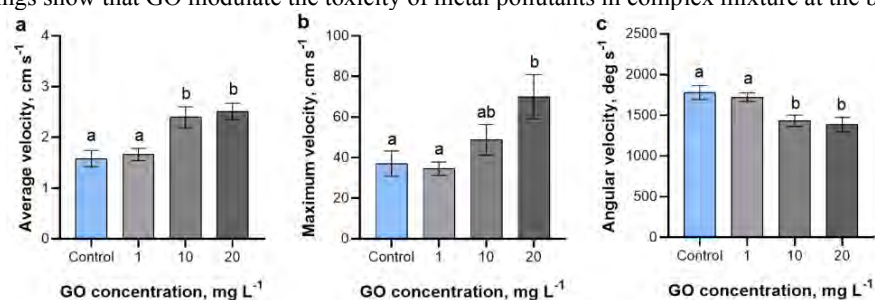 ings show that GO modulate the toxicity of metal pollutants in complex mixture at the b
a
b
c
Average velocity, cm s⁻¹
4
3
2
1
0
a
a
b
b
Control
1
10
20
GO concentration, mg L⁻¹
Maximum velocity, cm s⁻¹
100
80
60
40
20
0
a
a
ab
b
Control
1
10
20
GO concentration, mg L⁻¹
Angular velocity, deg s⁻¹
2500
2000
1500
1000
500
0
a
a
b
b
Control
1
10
20
GO concentration, mg L⁻¹